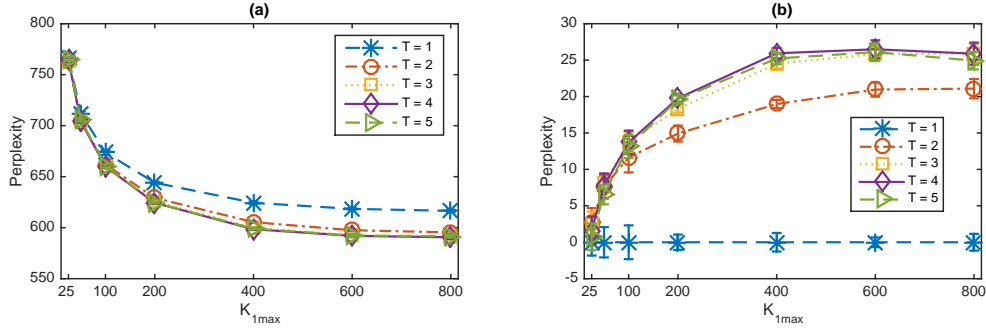 (a)
800
750
700
650
600
550
Perplexity
25 100 200 400 600 800
K1max
T = 1
T = 2
T = 3
T = 4
T = 5
(b)
30
25
20
15
10
5
0
-5
Perplexity
25 100 200 400 600 800
K1max
T = 1
T = 2
T = 3
T = 4
T = 5